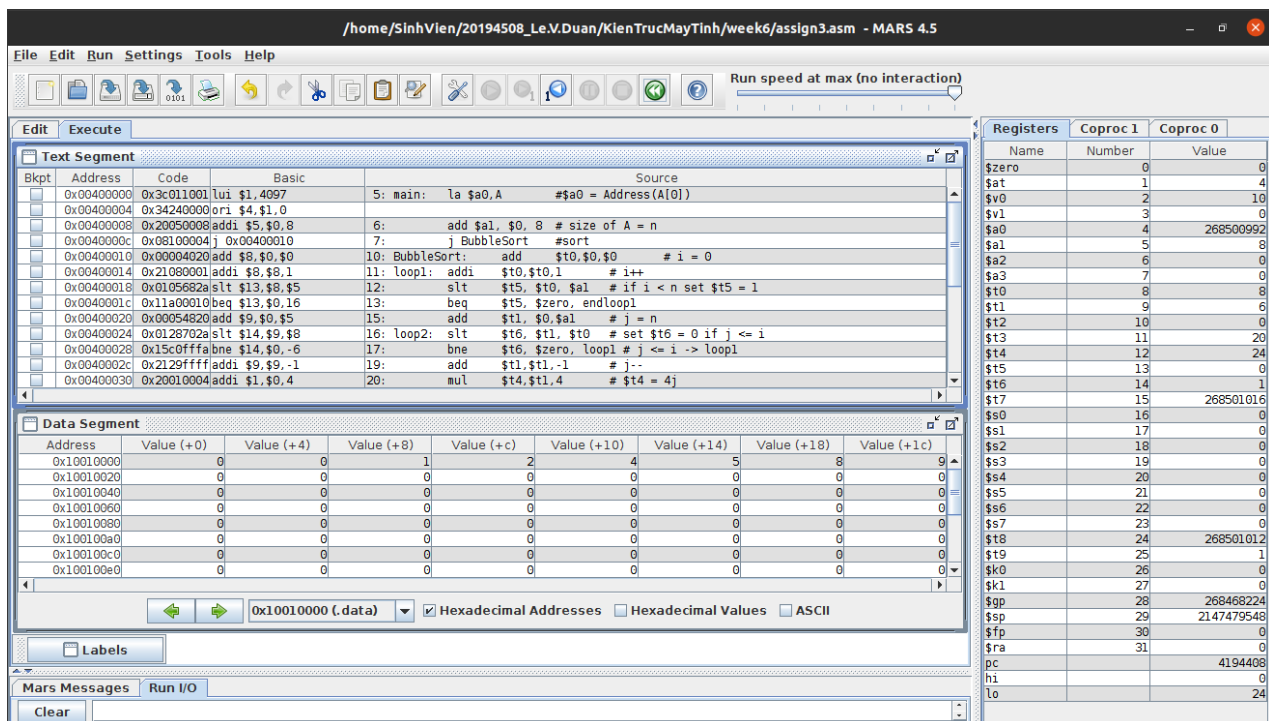 /home/SinhVien/20194508_Le.V.Duan/KienTrucMayTinh/week6/assign3.asm - MARS 4.5
File Edit Run Settings Tools Help
Run speed at max (no interaction)
Edit Execute
Text Segment
Bkpt Address Code Basic Source
0x00400000 0x3c011001 lui $1,4097 5: main: la $a0,A #$a0 = Address(A[0])
0x00400004 0x34240000 ori $4,$1,0
0x00400008 0x20050008 addi $5,$0,8 6: add $a1, $0, 8 # size of A = n
0x0040000c 0x08100004 j 0x00400010 7: j BubbleSort #sort
0x00400010 0x00004020 add $8,$0,$0 10: BubbleSort: add $t0,$0,$0 # i = 0
0x00400014 0x21080001 addi $8,$8,1 11: loop1: addi $t0,$t0,1 # i++
0x00400018 0x0105682a slt $13,$8,$5 12: slt $t5, $t0, $a1 # if i < n set $t5 = 1
0x0040001c 0x11a00010 beq $13,$0,16 13: beq $t5, $zero, endloop1
0x00400020 0x00054820 add $9,$0,$5 15: add $t1, $0,$a1 # j = n
0x00400024 0x0128702a slt $14,$9,$8 16: loop2: slt $t6, $t1, $t0 # set $t6 = 0 if j <= i
0x00400028 0x15c0fffa bne $14,$0,-6 17: bne $t6, $zero, loop1 # j <= i -> loop1
0x0040002c 0x2129ffff addi $9,$9,-1 19: add $t1,$t1,-1 # j--
0x00400030 0x20010004 addi $1,$0,4 20: mul $t4,$t1,4 # $t4 = 4j
Data Segment
Address Value (+0) Value (+4) Value (+8) Value (+c) Value (+10) Value (+14) Value (+18) Value (+1c)
0x10010000 0 0 1 2 4 5 8 9
0x10010020 0 0 0 0 0 0 0 0
0x10010040 0 0 0 0 0 0 0 0
0x10010060 0 0 0 0 0 0 0 0
0x10010080 0 0 0 0 0 0 0 0
0x100100a0 0 0 0 0 0 0 0 0
0x100100c0 0 0 0 0 0 0 0 0
0x100100e0 0 0 0 0 0 0 0 0
0x10010000 (.data) Hexadecimal Addresses Hexadecimal Values ASCII
Labels
Mars Messages Run I/O
Clear
Registers Coproc 1 Coproc 0
Name Number Value
$zero 0 0
$at 1 4
$v0 2 10
$v1 3 0
$a0 4 268500992
$a1 5 8
$a2 6 0
$a3 7 0
$t0 8 8
$t1 9 6
$t2 10 0
$t3 11 20
$t4 12 24
$t5 13 0
$t6 14 1
$t7 15 268501016
$s0 16 0
$s1 17 0
$s2 18 0
$s3 19 0
$s4 20 0
$s5 21 0
$s6 22 0
$s7 23 0
$t8 24 268501012
$t9 25 1
$k0 26 0
$k1 27 0
$gp 28 268468224
$sp 29 2147479548
$fp 30 0
$ra 31 0
pc 4194408
hi 0
lo 24